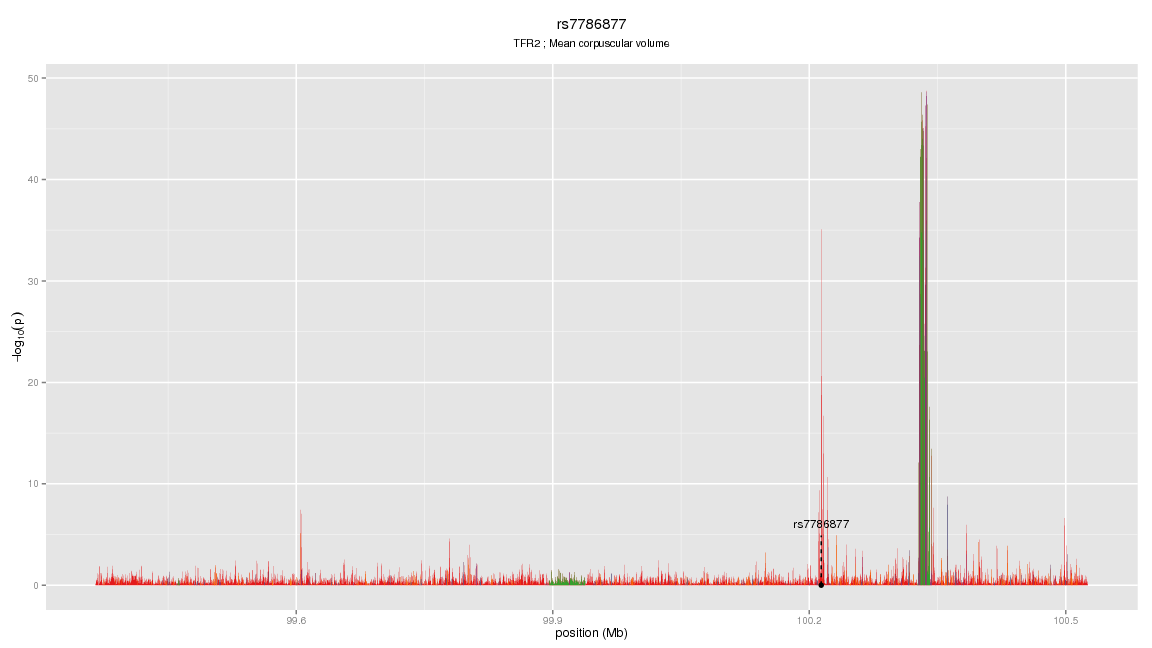 rs7786877
TFR2 ; Mean corpuscular volume
50
40
30
20
10
0
−log10(p)
rs7786877
99.6
99.9
100.2
100.5
position (Mb)